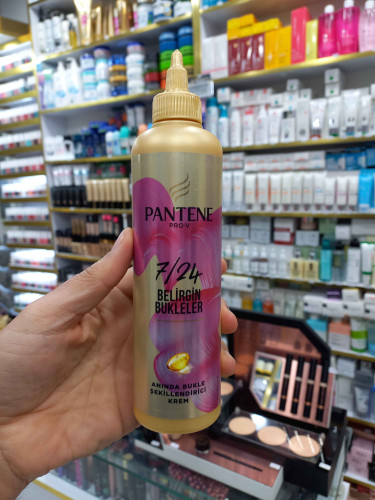 PANTENE
PRO-V
7/24
BELİRGİN
BUKLELER
ANINDA BUKLE
ŞEKİLLENDİRİCİ
KREM